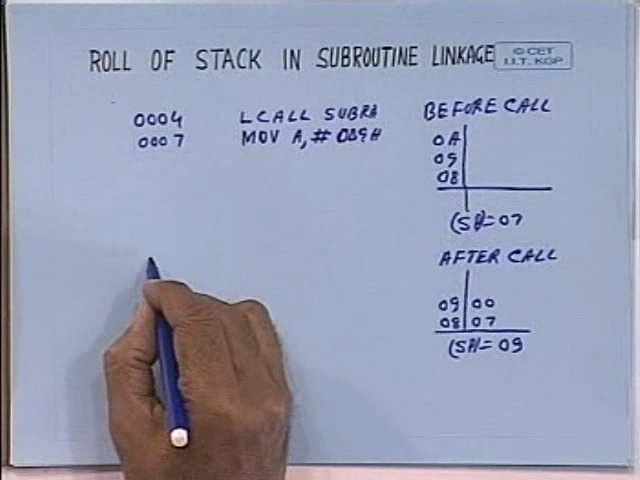 ROLL OF STACK IN SUBROUTINE LINKAGE
© CET
I.I.T. KGP
0004 LCALL SUBRA
0007 MOV A, # 089H
BEFORE CALL
0A
09
08
(SP)=07
AFTER CALL
09 00
08 07
(SP)=09